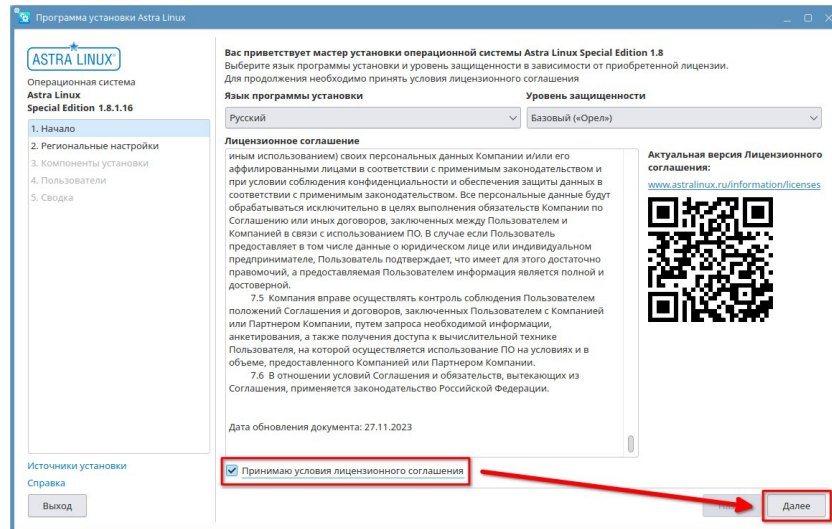 Программа установки Astra Linux
ASTRA LINUX®
Операционная система
Astra Linux
Special Edition 1.8.1.16
1. Начало
2. Региональные настройки
3. Компоненты установки
4. Пользователи
5. Сводка
Источники установки
Справка
Выход
Вас приветствует мастер установки операционной системы Astra Linux Special Edition 1.8
Выберите язык программы установки и уровень защищенности в зависимости от приобретенной лицензии.
Для продолжения необходимо принять условия лицензионного соглашения
Язык программы установки
Уровень защищенности
Русский
Базовый («Орел»)
Лицензионное соглашение
иным использованием) своих персональных данных Компании и/или его
аффилированными лицами в соответствии с применимым законодательством и
при условии соблюдения конфиденциальности и обеспечения защиты данных в
соответствии с применимым законодательством. Все персональные данные будут
обрабатываться исключительно в целях выполнения обязательств Компании по
Соглашению или иных договоров, заключенных между Пользователем и
Компанией в связи с использованием ПО. В случае если Пользователь
предоставляет в том числе данные о юридическом лице или индивидуальном
предпринимателе, Пользователь подтверждает, что имеет для этого достаточно
правомочий, а предоставляемая Пользователем информация является полной и
достоверной.
7.5 Компания вправе осуществлять контроль соблюдения Пользователем
положений Соглашения и договоров, заключенных Пользователем с Компанией
или Партнером Компании, путем запроса необходимой информации,
анкетирования, а также получения доступа к вычислительной технике
Пользователя, на которой осуществляется использование ПО на условиях и в
объеме, предоставленного Компанией или Партнером Компании.
7.6 В отношении условий Соглашения и обязательств, вытекающих из
Соглашения, применяется законодательство Российской Федерации.
Дата обновления документа: 27.11.2023
Актуальная версия Лицензионного
соглашения:
www.astralinux.ru/information/licenses
Принимаю условия лицензионного соглашения
Далее